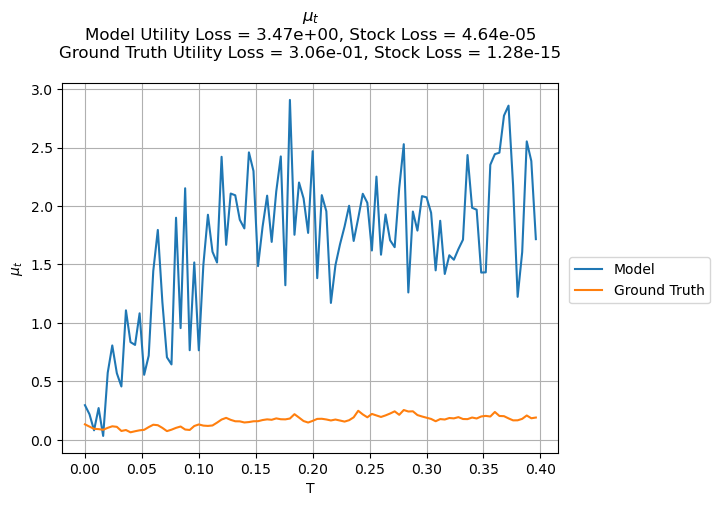 μ_t
Model Utility Loss = 3.47e+00, Stock Loss = 4.64e-05
Ground Truth Utility Loss = 3.06e-01, Stock Loss = 1.28e-15
3.0
2.5
2.0
1.5
1.0
0.5
0.0
μ_t
0.00 0.05 0.10 0.15 0.20 0.25 0.30 0.35 0.40
T
Model
Ground Truth